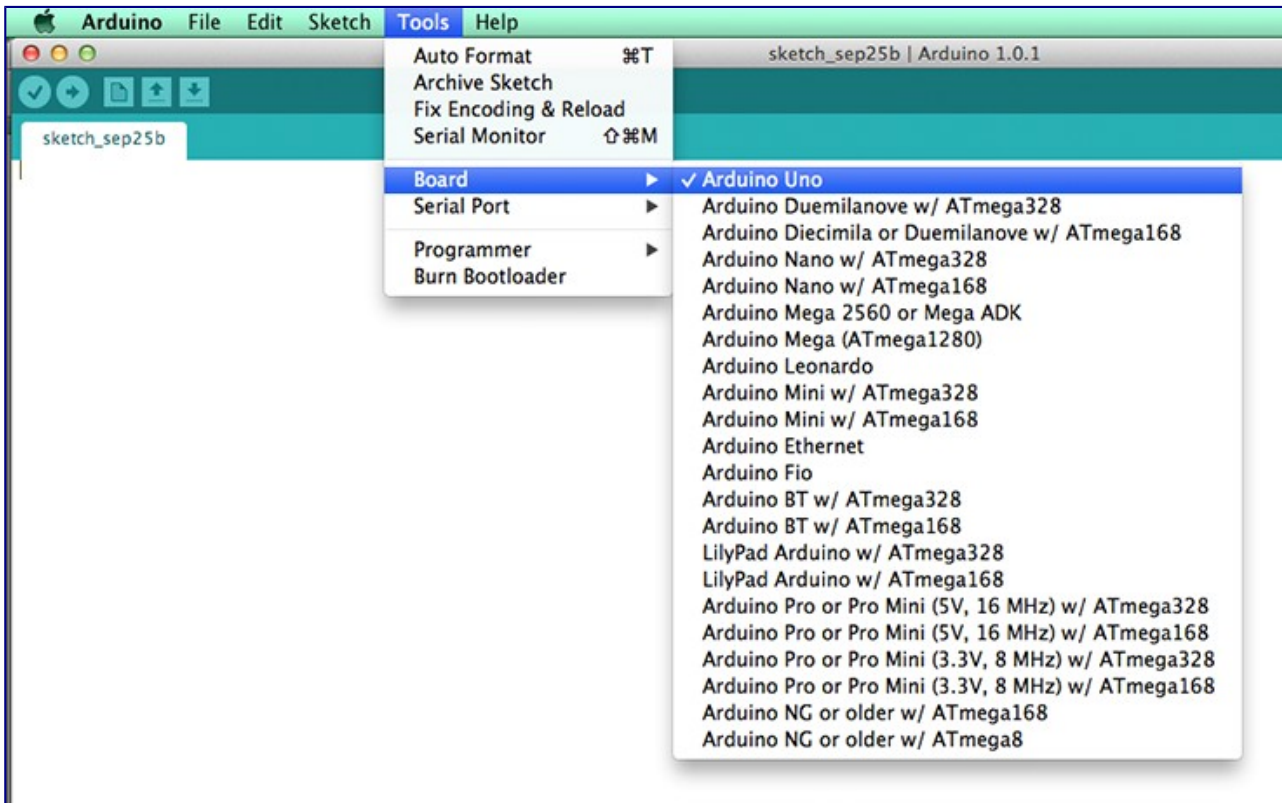 Arduino File Edit Sketch Tools Help
sketch_sep25b | Arduino 1.0.1
sketch_sep25b
Auto Format ⌘T
Archive Sketch
Fix Encoding & Reload
Serial Monitor ⇧⌘M
Board ▶
Serial Port ▶
Programmer ▶
Burn Bootloader
✓ Arduino Uno
Arduino Duemilanove w/ ATmega328
Arduino Diecimila or Duemilanove w/ ATmega168
Arduino Nano w/ ATmega328
Arduino Nano w/ ATmega168
Arduino Mega 2560 or Mega ADK
Arduino Mega (ATmega1280)
Arduino Leonardo
Arduino Mini w/ ATmega328
Arduino Mini w/ ATmega168
Arduino Ethernet
Arduino Fio
Arduino BT w/ ATmega328
Arduino BT w/ ATmega168
LilyPad Arduino w/ ATmega328
LilyPad Arduino w/ ATmega168
Arduino Pro or Pro Mini (5V, 16 MHz) w/ ATmega328
Arduino Pro or Pro Mini (5V, 16 MHz) w/ ATmega168
Arduino Pro or Pro Mini (3.3V, 8 MHz) w/ ATmega328
Arduino Pro or Pro Mini (3.3V, 8 MHz) w/ ATmega168
Arduino NG or older w/ ATmega168
Arduino NG or older w/ ATmega8